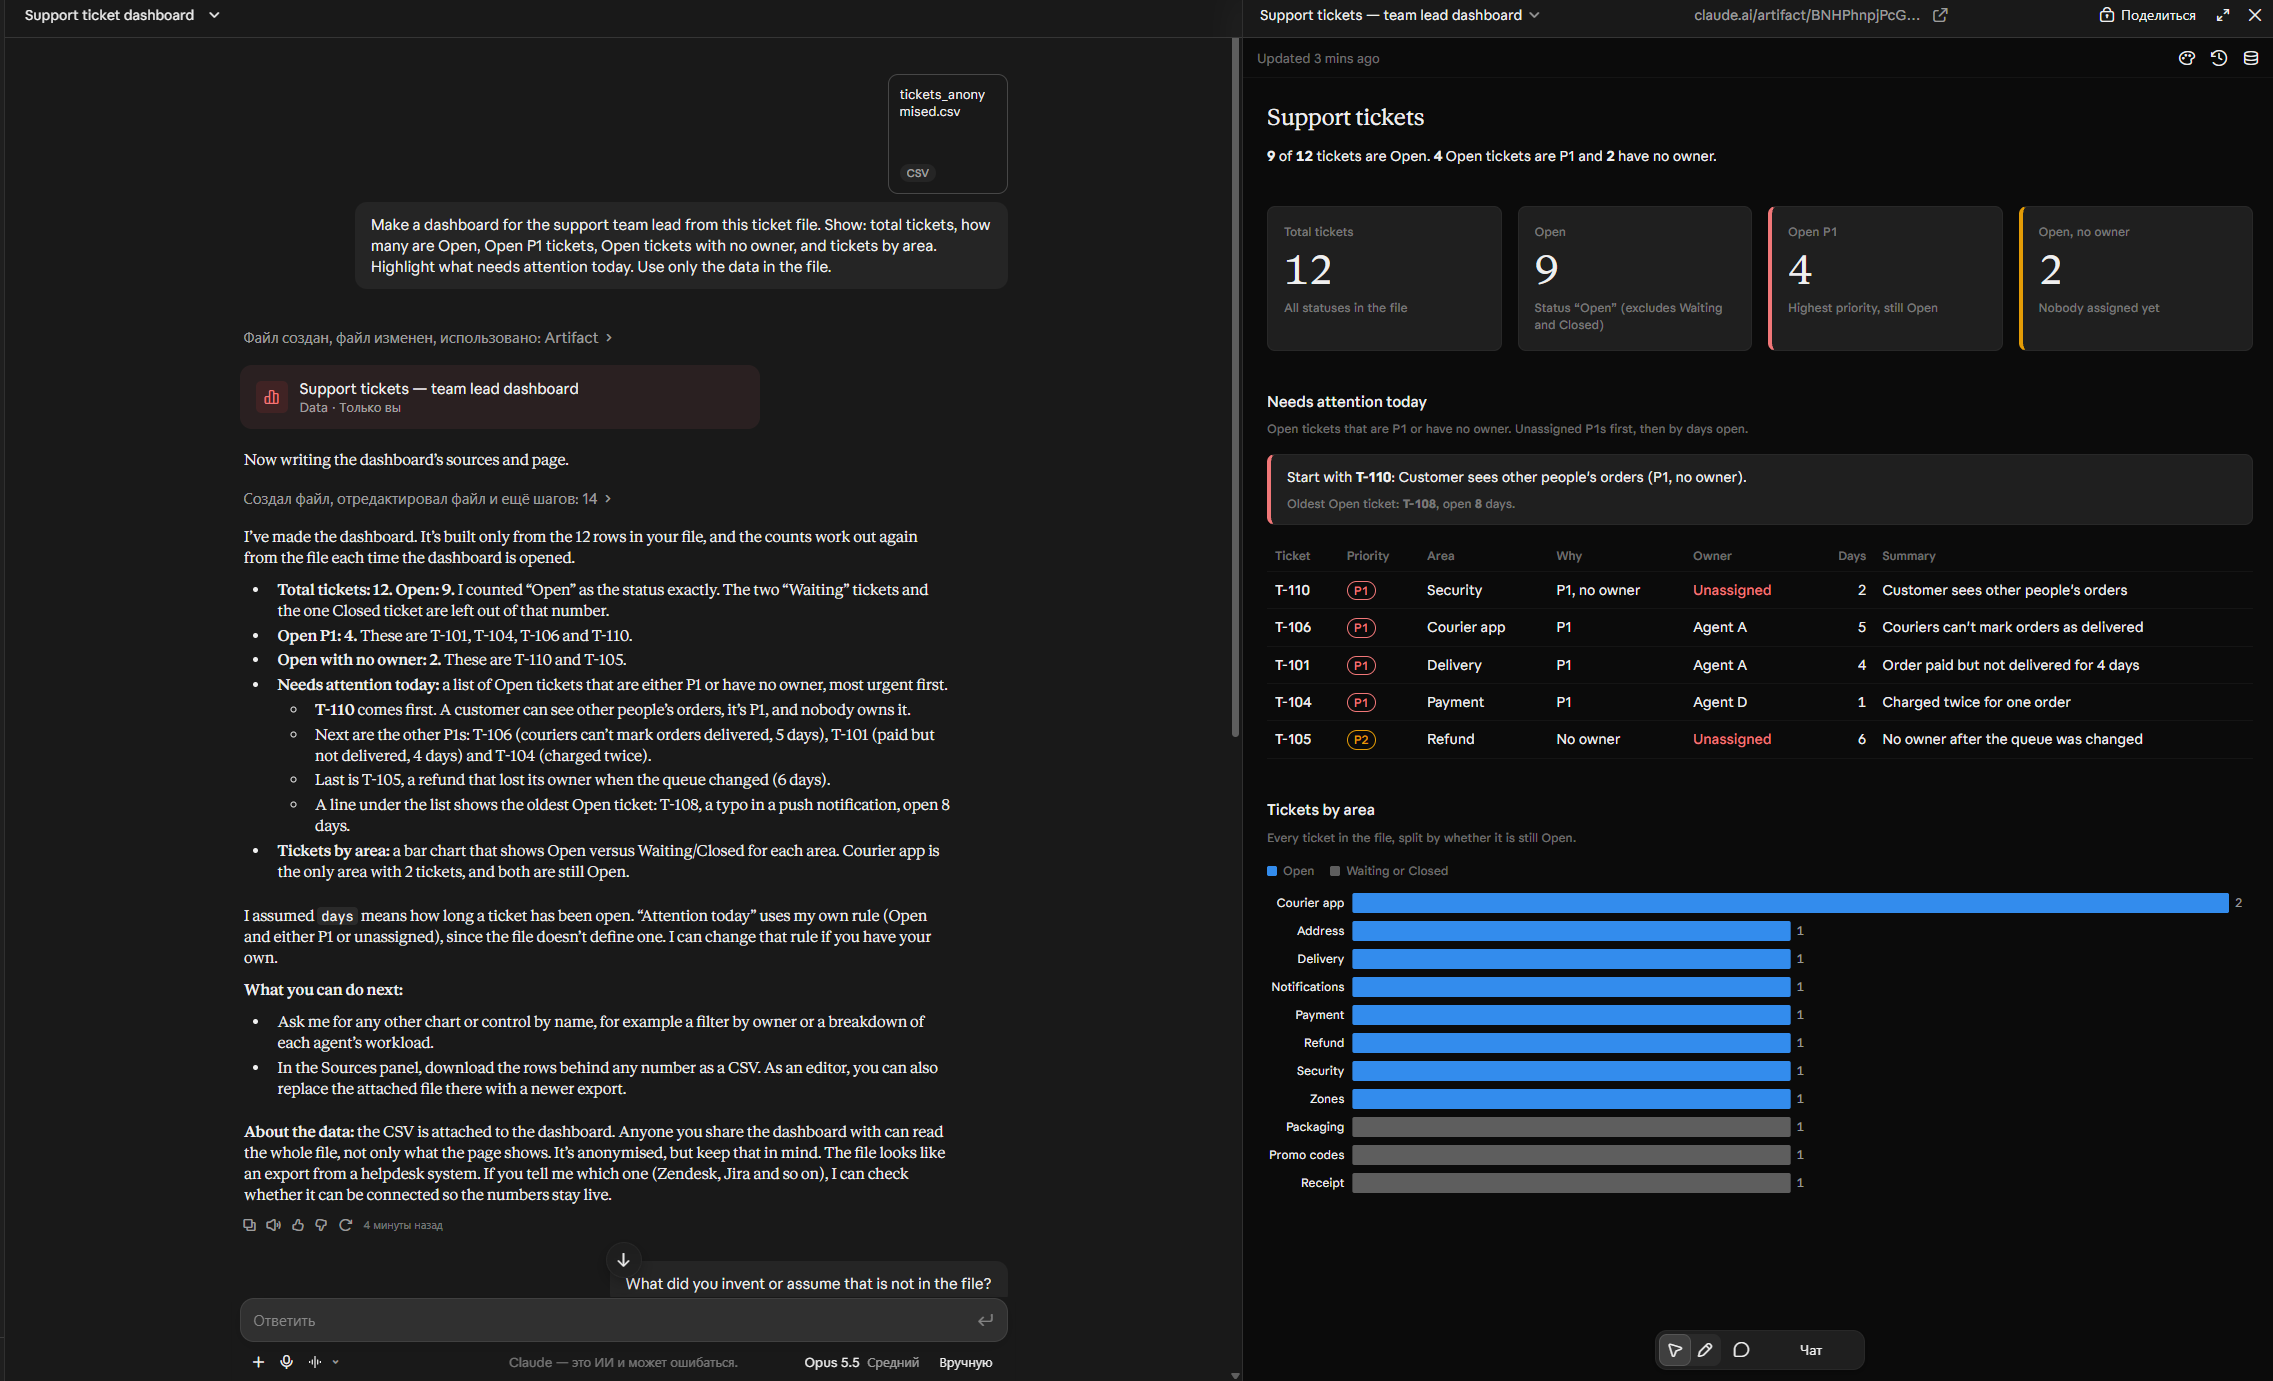 Support ticket dashboard
tickets_anony
mised.csv
CSV
Make a dashboard for the support team lead from this ticket file. Show: total tickets, how
many are Open, Open P1 tickets, Open tickets with no owner, and tickets by area.
Highlight what needs attention today. Use only the data in the file.
Файл создан, файл изменен, использовано: Artifact
Support tickets — team lead dashboard
Data · Только вы
Now writing the dashboard’s sources and page.
Создал файл, отредактировал файл и ещё шагов: 14
I’ve made the dashboard. It’s built only from the 12 rows in your file, and the counts work out again
from the file each time the dashboard is opened.
• Total tickets: 12. Open: 9. I counted “Open” as the status exactly. The two “Waiting” tickets and
the one Closed ticket are left out of that number.
• Open P1: 4. These are T-101, T-104, T-106 and T-110.
• Open with no owner: 2. These are T-110 and T-105.
• Needs attention today: a list of Open tickets that are either P1 or have no owner, most urgent first.
◦ T-110 comes first. A customer can see other people’s orders, it’s P1, and nobody owns it.
◦ Next are the other P1s: T-106 (couriers can’t mark orders delivered, 5 days), T-101 (paid but
not delivered, 4 days) and T-104 (charged twice).
◦ Last is T-105, a refund that lost its owner when the queue changed (6 days).
◦ A line under the list shows the oldest Open ticket: T-108, a typo in a push notification, open 8
days.
• Tickets by area: a bar chart that shows Open versus Waiting/Closed for each area. Courier app is
the only area with 2 tickets, and both are still Open.
I assumed days means how long a ticket has been open. “Attention today” uses my own rule (Open
and either P1 or unassigned), since the file doesn’t define one. I can change that rule if you have your
own.
What you can do next:
• Ask me for any other chart or control by name, for example a filter by owner or a breakdown of
each agent’s workload.
• In the Sources panel, download the rows behind any number as a CSV. As an editor, you can also
replace the attached file there with a newer export.
About the data: the CSV is attached to the dashboard. Anyone you share the dashboard with can read
the whole file, not only what the page shows. It’s anonymised, but keep that in mind. The file looks like
an export from a helpdesk system. If you tell me which one (Zendesk, Jira and so on), I can check
whether it can be connected so the numbers stay live.
4 минуты назад
What did you invent or assume that is not in the file?
Ответить
Claude — это ИИ и может ошибаться.
Opus 5.5 Средний Вручную
Support tickets — team lead dashboard
claude.ai/artifact/BNHPhnpjPcG...
Поделиться
Updated 3 mins ago
Support tickets
9 of 12 tickets are Open. 4 Open tickets are P1 and 2 have no owner.
Total tickets
12
All statuses in the file
Open
9
Status “Open” (excludes Waiting
and Closed)
Open P1
4
Highest priority, still Open
Open, no owner
2
Nobody assigned yet
Needs attention today
Open tickets that are P1 or have no owner. Unassigned P1s first, then by days open.
Start with T-110: Customer sees other people's orders (P1, no owner).
Oldest Open ticket: T-108, open 8 days.
Ticket Priority Area Why Owner Days Summary
T-110 P1 Security P1, no owner Unassigned 2 Customer sees other people's orders
T-106 P1 Courier app P1 Agent A 5 Couriers can't mark orders as delivered
T-101 P1 Delivery P1 Agent A 4 Order paid but not delivered for 4 days
T-104 P1 Payment P1 Agent D 1 Charged twice for one order
T-105 P2 Refund No owner Unassigned 6 No owner after the queue was changed
Tickets by area
Every ticket in the file, split by whether it is still Open.
Open Waiting or Closed
Courier app 2
Address 1
Delivery 1
Notifications 1
Payment 1
Refund 1
Security 1
Zones 1
Packaging 1
Promo codes 1
Receipt 1
Чат